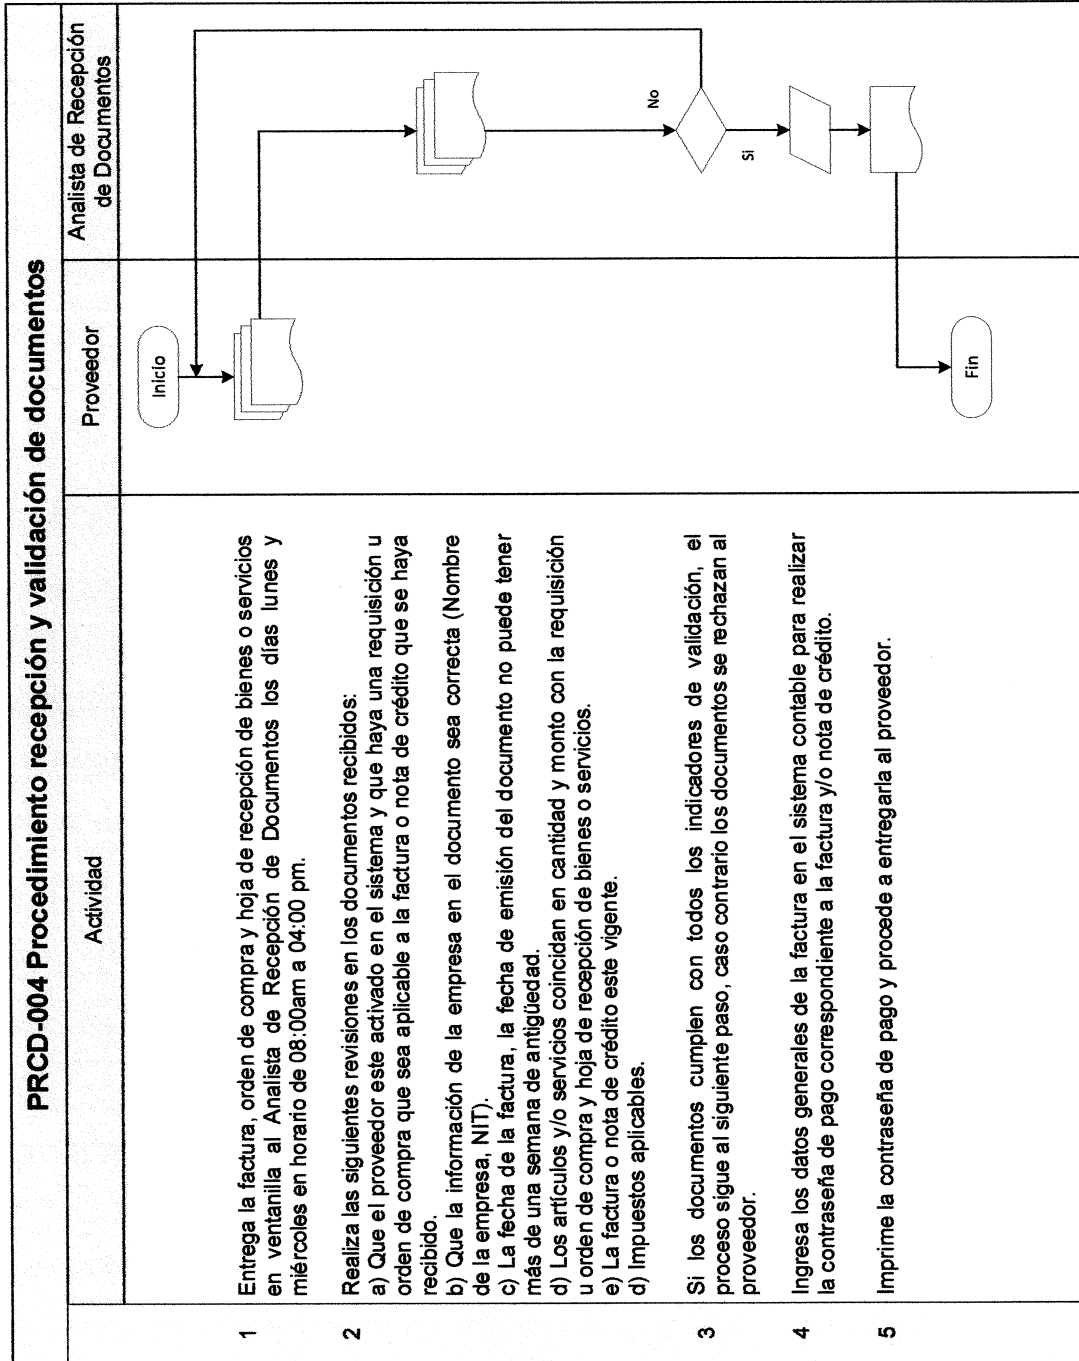 PRCD-004 Procedimiento recepción y validación de documentos
Actividad
Proveedor
Analista de Recepción
de Documentos
Inicio
1
Entrega la factura, orden de compra y hoja de recepción de bienes o servicios
en ventanilla al Analista de Recepción de Documentos los días lunes y
miércoles en horario de 08:00am a 04:00 pm.
2
Realiza las siguientes revisiones en los documentos recibidos:
a) Que el proveedor este activado en el sistema y que haya una requisición u
orden de compra que sea aplicable a la factura o nota de crédito que se haya
recibido.
b) Que la información de la empresa en el documento sea correcta (Nombre
de la empresa, NIT).
c) La fecha de la factura, la fecha de emisión del documento no puede tener
más de una semana de antigüedad.
d) Los artículos y/o servicios coincidan en cantidad y monto con la requisición
u orden de compra y hoja de recepción de bienes o servicios.
e) La factura o nota de crédito este vigente.
d) Impuestos aplicables.
3
Si los documentos cumplen con todos los indicadores de validación, el
proceso sigue al siguiente paso, caso contrario los documentos se rechazan al
proveedor.
No
Si
4
Ingresa los datos generales de la factura en el sistema contable para realizar
la contraseña de pago correspondiente a la factura y/o nota de crédito.
5
Imprime la contraseña de pago y procede a entregarla al proveedor.
Fin